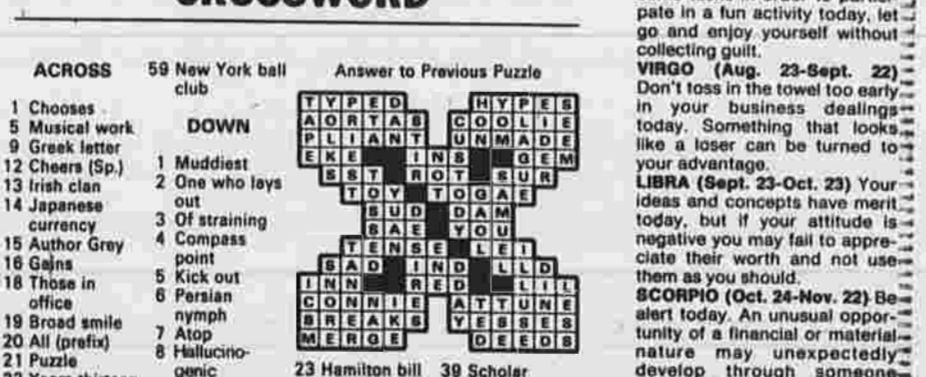 ACROSS
1 Chooses
5 Musical work
9 Greek letter
12 Cheers (Sp.)
13 Irish clan
14 Japanese
currency
15 Author Grey
16 Gains
18 Those in
office
19 Broad smile
20 All (prefix)
21 Puzzle
59 New York ball
club
DOWN
1 Muddiest
2 One who lays
out
3 Of straining
4 Compass
point
5 Kick out
6 Persian
nymph
7 Atop
8 Hallucino-
genic
Answer to Previous Puzzle
TYPED HYPES
AORTAS COOLIE
PLIANT UNMADE
EKE INS GEM
SST ROT SUR
TOY TOGAE
SUD DAM
SAE YOU
TENSE LEI
SAD IND LLD
INN RED LIL
CONNIE ATTUNE
BREAKS YESSES
MERGE DEEDS
23 Hamilton bill
39 Scholar
pate in a fun activity today, let
go and enjoy yourself without
collecting guilt.
VIRGO (Aug. 23-Sept. 22)
Don't toss in the towel too early
in your business dealings
today. Something that looks
like a loser can be turned to
your advantage.
LIBRA (Sept. 23-Oct. 23) Your
ideas and concepts have merit
today, but if your attitude is
negative you may fail to appre-
ciate their worth and not use
them as you should.
SCORPIO (Oct. 24-Nov. 22) Be
alert today. An unusual oppor-
tunity of a financial or material
nature may unexpectedly
develop through someone